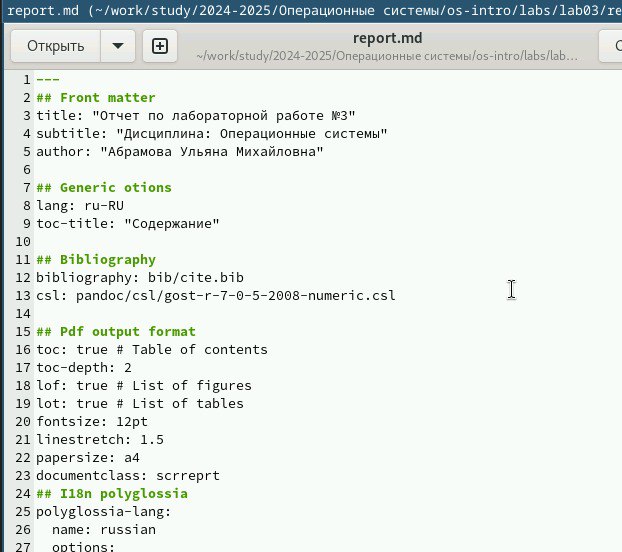 report.md (~/work/study/2024-2025/Операционные системы/os-intro/labs/lab03/re
Открыть
report.md
~/work/study/2024-2025/Операционные системы/os-intro/labs/lab…
1 ---
2 ## Front matter
3 title: "Отчет по лабораторной работе №3"
4 subtitle: "Дисциплина: Операционные системы"
5 author: "Абрамова Ульяна Михайловна"
6
7 ## Generic otions
8 lang: ru-RU
9 toc-title: "Содержание"
10
11 ## Bibliography
12 bibliography: bib/cite.bib
13 csl: pandoc/csl/gost-r-7-0-5-2008-numeric.csl
14
15 ## Pdf output format
16 toc: true # Table of contents
17 toc-depth: 2
18 lof: true # List of figures
19 lot: true # List of tables
20 fontsize: 12pt
21 linestretch: 1.5
22 papersize: a4
23 documentclass: scrreprt
24 ## I18n polyglossia
25 polyglossia-lang:
26   name: russian
27   options: